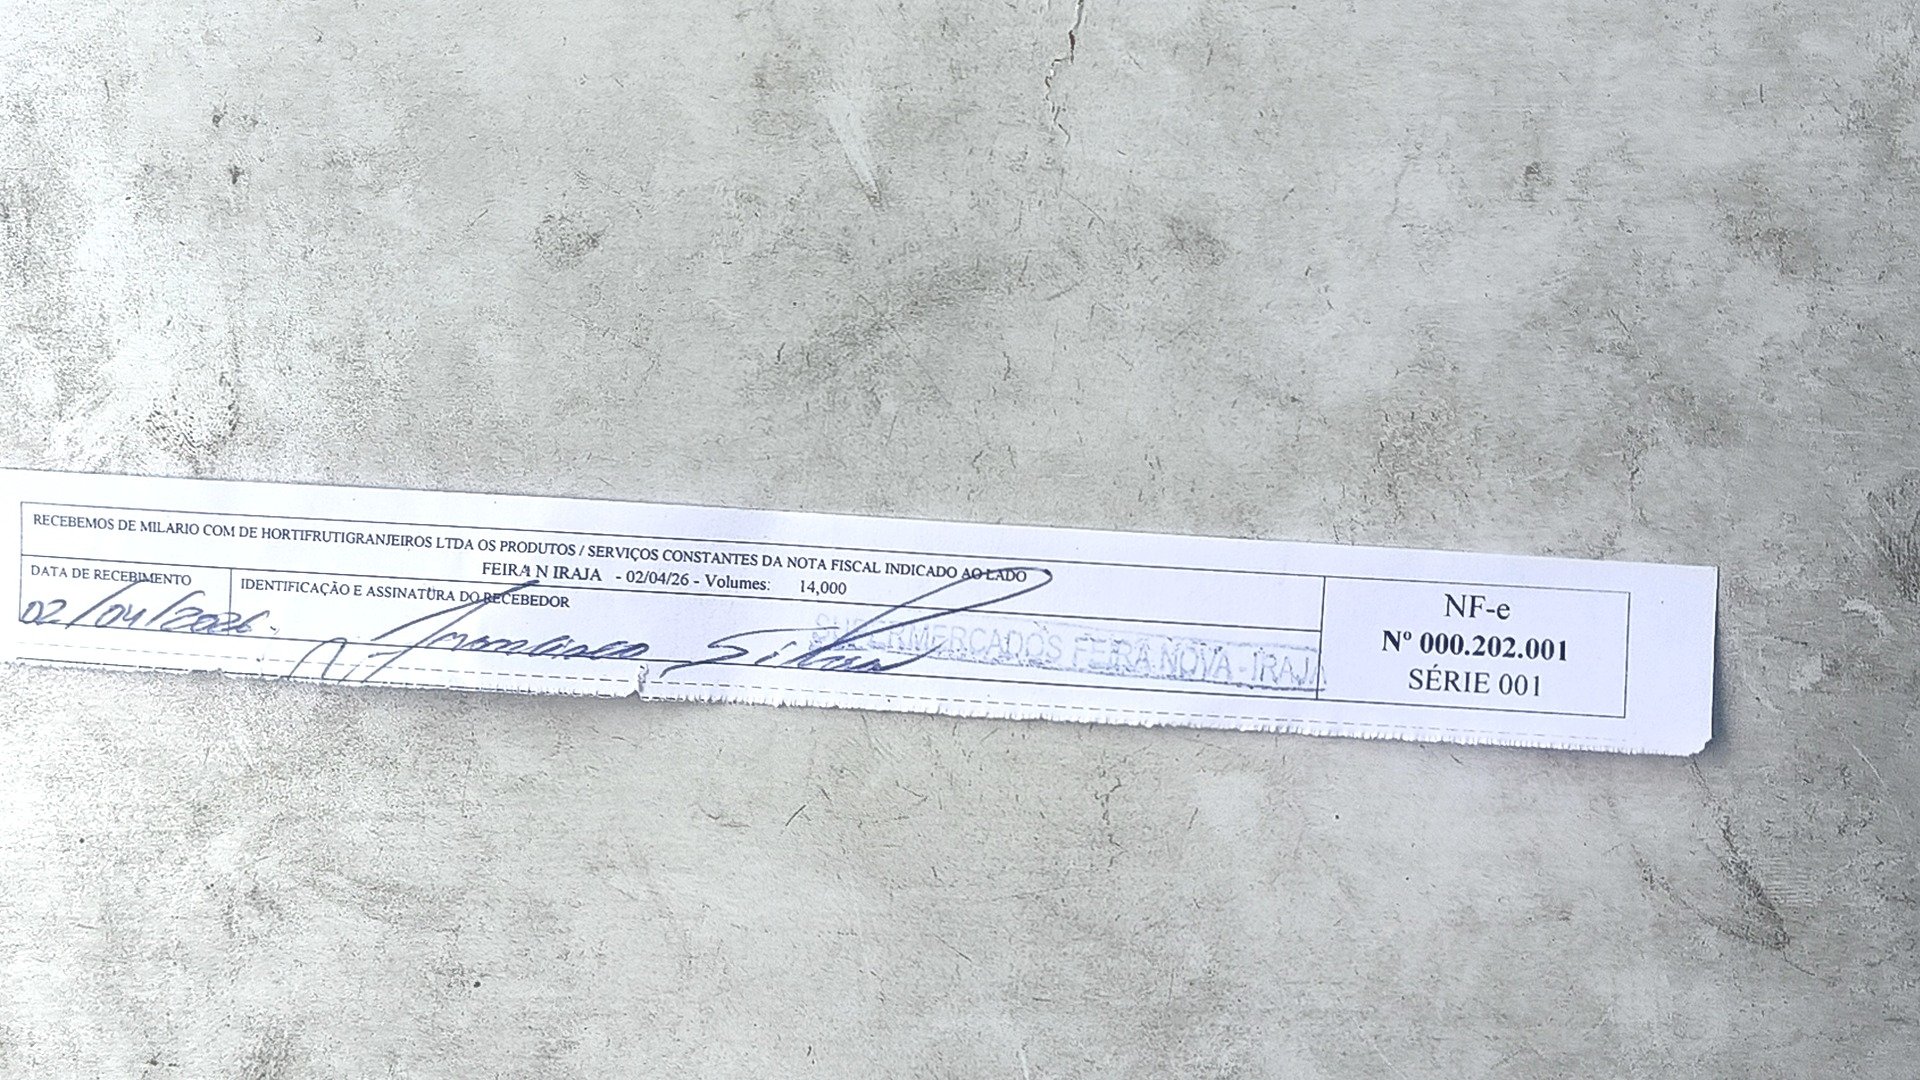 RECEBEMOS DE MILARIO COM DE HORTIFRUTIGRANJEIROS LTDA OS PRODUTOS / SERVIÇOS CONSTANTES DA NOTA FISCAL INDICADO AO LADO
FEIRA N IRAJA - 02/04/26 - Volumes: 14,000
DATA DE RECEBIMENTO
02/04/2026
IDENTIFICAÇÃO E ASSINATURA DO RECEBEDOR
Francisco Silva
SUPERMERCADOS FEIRA NOVA - IRAJA
NF-e
Nº 000.202.001
SÉRIE 001